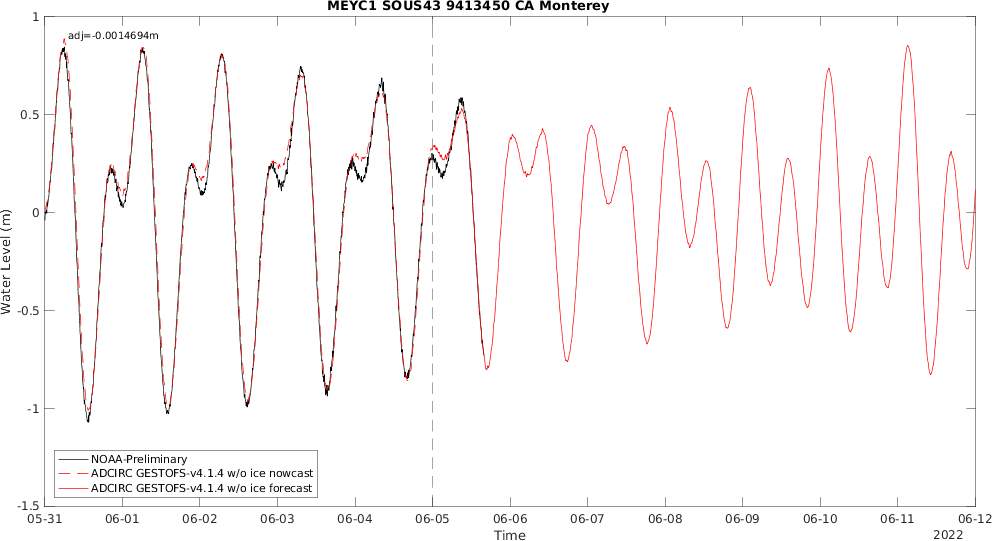 MEYC1 SOUS43 9413450 CA Monterey
adj=-0.0014694m
Water Level (m)
1
0.5
0
-0.5
-1
-1.5
NOAA-Preliminary
ADCIRC GESTOFS-v4.1.4 w/o ice nowcast
ADCIRC GESTOFS-v4.1.4 w/o ice forecast
05-31 06-01 06-02 06-03 06-04 06-05 06-06 06-07 06-08 06-09 06-10 06-11 06-12
Time
2022